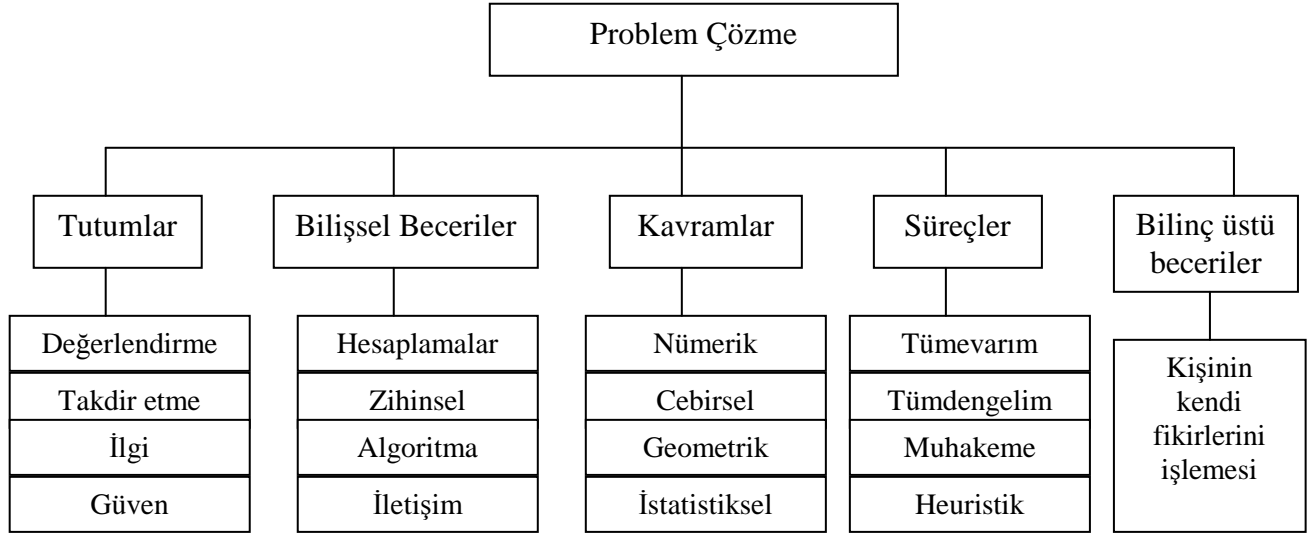 Problem Çözme
Tutumlar
Bilişsel Beceriler
Kavramlar
Süreçler
Bilinç üstü
beceriler
Değerlendirme
Takdir etme
İlgi
Güven
Hesaplamalar
Zihinsel
Algoritma
İletişim
Nümerik
Cebirsel
Geometrik
İstatistiksel
Tümevarım
Tümdengelim
Muhakeme
Heuristik
Kişinin
kendi
fikirlerini
işlemesi